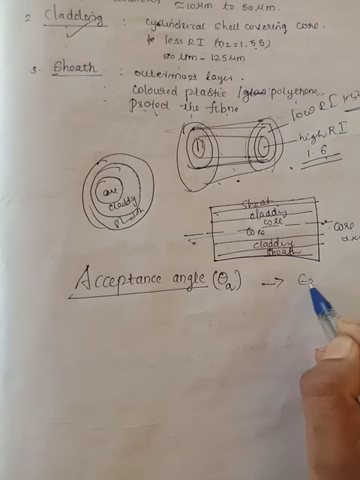 ≈10μm to 50μm.
2. Cladding : cylindrical shell covering core.
less RI (n2=1.55)
50 μm - 125 μm
3. Sheath : outermost layer.
: coloured plastic / polythene..
Protect the fibre
low RI
high RI
1.6
core
claddig
Sheath
cladding
core
core
cladding
sheath
core
Acceptance angle (θa) →